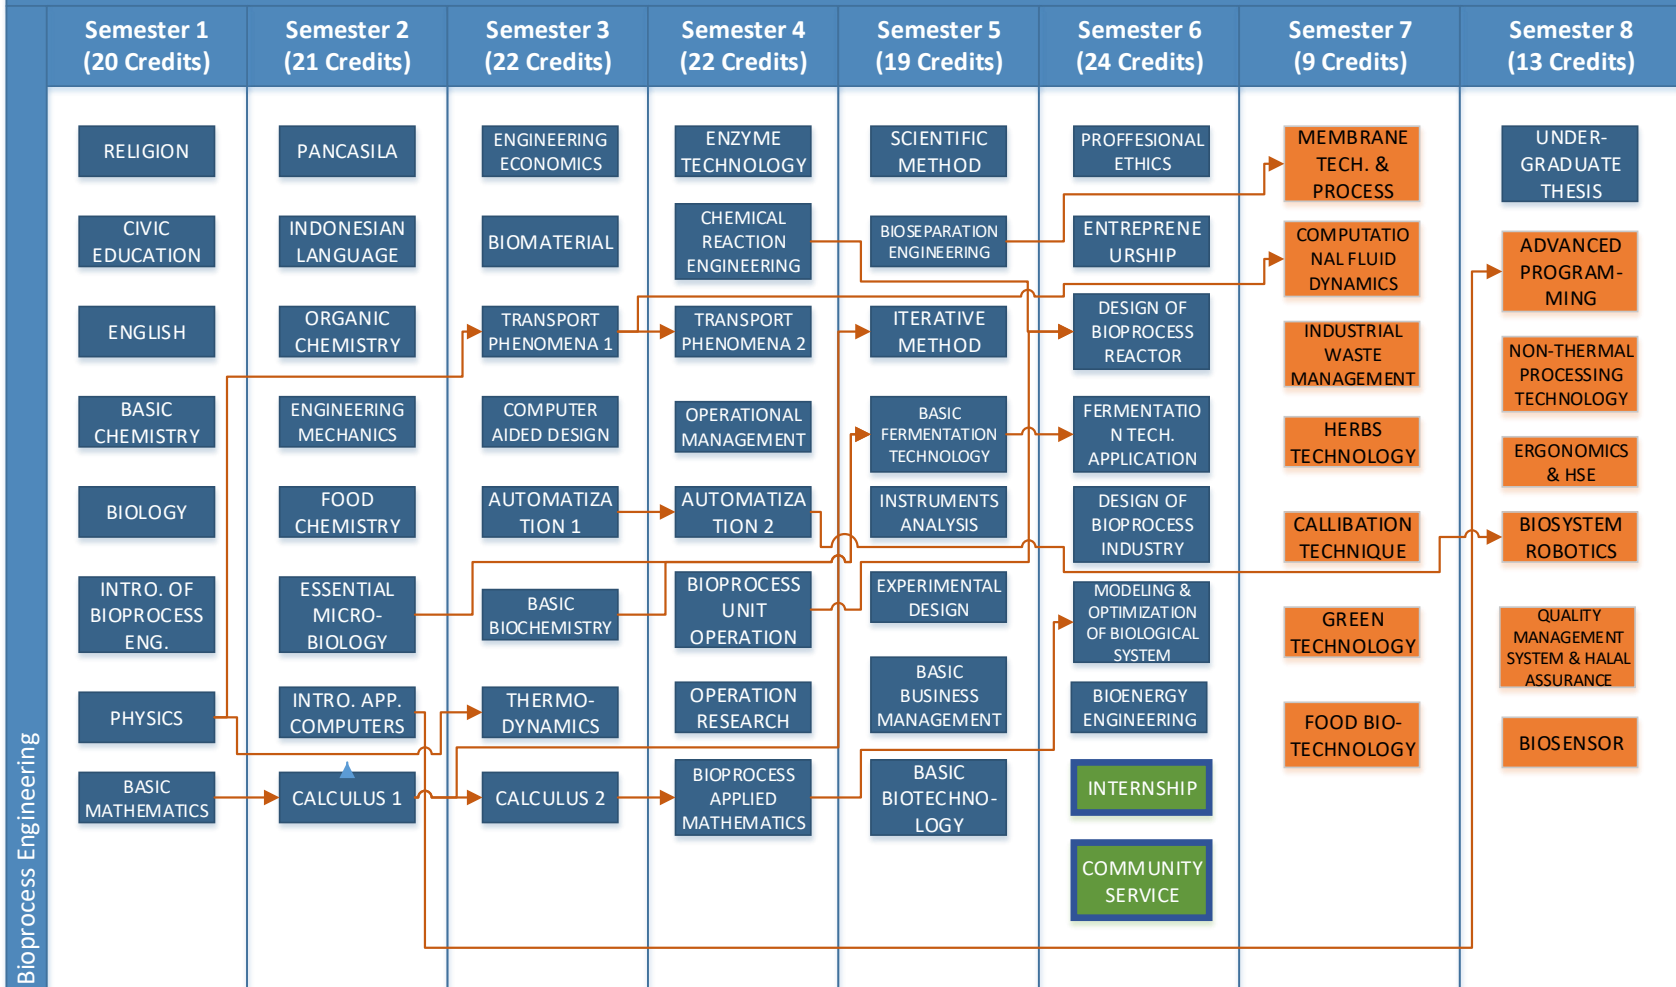 Semester 1
(20 Credits)
Semester 2
(21 Credits)
Semester 3
(22 Credits)
Semester 4
(22 Credits)
Semester 5
(19 Credits)
Semester 6
(24 Credits)
Semester 7
(9 Credits)
Semester 8
(13 Credits)
Bioprocess Engineering
RELIGION
CIVIC
EDUCATION
ENGLISH
BASIC
CHEMISTRY
BIOLOGY
INTRO. OF
BIOPROCESS
ENG.
PHYSICS
BASIC
MATHEMATICS
PANCASILA
INDONESIAN
LANGUAGE
ORGANIC
CHEMISTRY
ENGINEERING
MECHANICS
FOOD
CHEMISTRY
ESSENTIAL
MICRO-
BIOLOGY
INTRO. APP.
COMPUTERS
CALCULUS 1
ENGINEERING
ECONOMICS
BIOMATERIAL
TRANSPORT
PHENOMENA 1
COMPUTER
AIDED DESIGN
AUTOMATIZA
TION 1
BASIC
BIOCHEMISTRY
THERMO-
DYNAMICS
CALCULUS 2
ENZYME
TECHNOLOGY
CHEMICAL
REACTION
ENGINEERING
TRANSPORT
PHENOMENA 2
OPERATIONAL
MANAGEMENT
AUTOMATIZA
TION 2
BIOPROCESS
UNIT
OPERATION
OPERATION
RESEARCH
BIOPROCESS
APPLIED
MATHEMATICS
SCIENTIFIC
METHOD
BIOSEPARATION
ENGINEERING
ITERATIVE
METHOD
BASIC
FERMENTATION
TECHNOLOGY
INSTRUMENTS
ANALYSIS
EXPERIMENTAL
DESIGN
BASIC
BUSINESS
MANAGEMENT
BASIC
BIOTECHNO-
LOGY
PROFFESIONAL
ETHICS
ENTREPRENE
URSHIP
DESIGN OF
BIOPROCESS
REACTOR
FERMENTATIO
N TECH.
APPLICATION
DESIGN OF
BIOPROCESS
INDUSTRY
MODELING &
OPTIMIZATION
OF BIOLOGICAL
SYSTEM
BIOENERGY
ENGINEERING
INTERNSHIP
COMMUNITY
SERVICE
MEMBRANE
TECH. &
PROCESS
COMPUTATIO
NAL FLUID
DYNAMICS
INDUSTRIAL
WASTE
MANAGEMENT
HERBS
TECHNOLOGY
CALLIBATION
TECHNIQUE
GREEN
TECHNOLOGY
FOOD BIO-
TECHNOLOGY
UNDER-
GRADUATE
THESIS
ADVANCED
PROGRAM-
MING
NON-THERMAL
PROCESSING
TECHNOLOGY
ERGONOMICS
& HSE
BIOSYSTEM
ROBOTICS
QUALITY
MANAGEMENT
SYSTEM & HALAL
ASSURANCE
BIOSENSOR